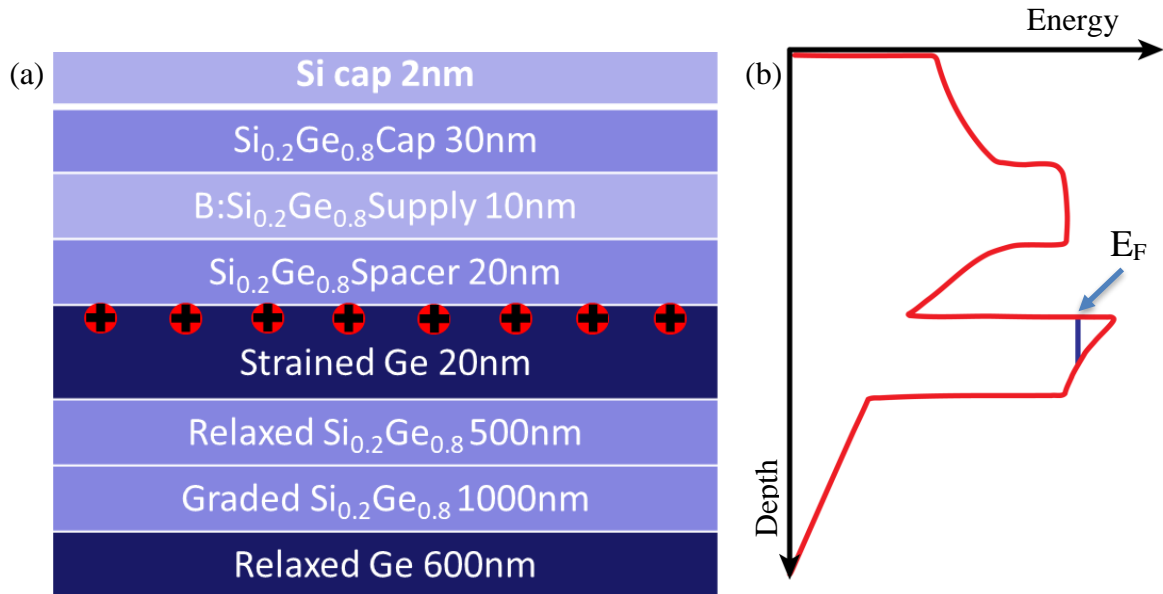 (a)
Si cap 2nm
Si0.2Ge0.8Cap 30nm
B:Si0.2Ge0.8Supply 10nm
Si0.2Ge0.8Spacer 20nm
Strained Ge 20nm
Relaxed Si0.2Ge0.8 500nm
Graded Si0.2Ge0.8 1000nm
Relaxed Ge 600nm
(b)
Energy
EF
Depth